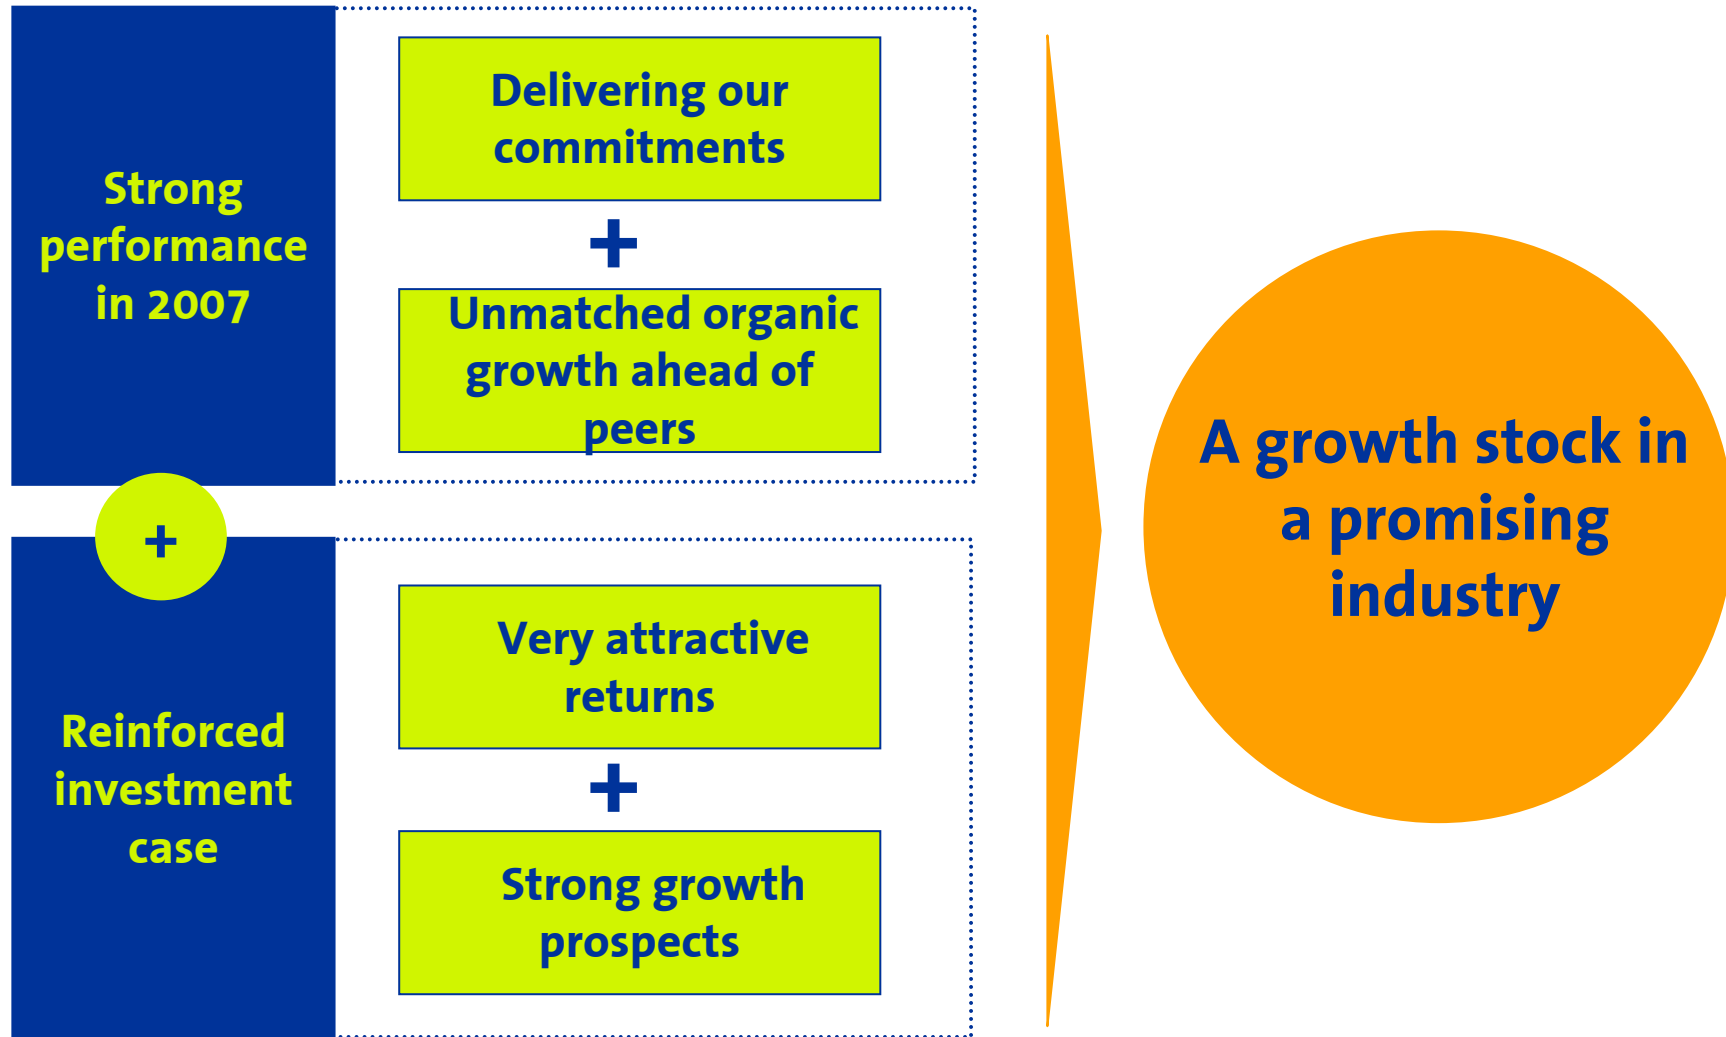 Strong
performance
in 2007
Delivering our
commitments
+
Unmatched organic
growth ahead of
peers
+
Reinforced
investment
case
Very attractive
returns
+
Strong growth
prospects
A growth stock in
a promising
industry